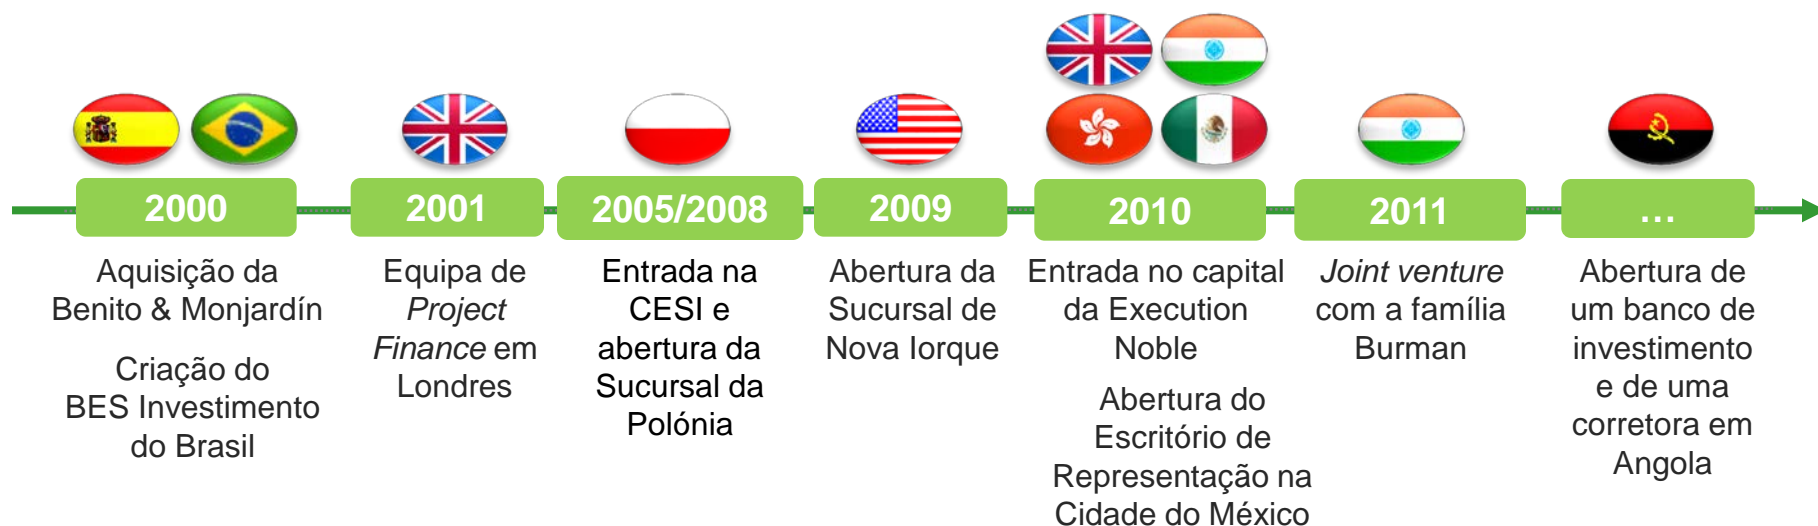 2000
Aquisição da
Benito & Monjardín
Criação do
BES Investimento
do Brasil
2001
Equipa de
Project
Finance em
Londres
2005/2008
Entrada na
CESI e
abertura da
Sucursal da
Polónia
2009
Abertura da
Sucursal de
Nova Iorque
2010
Entrada no capital
da Execution
Noble
Abertura do
Escritório de
Representação na
Cidade do México
2011
Joint venture
com a família
Burman
...
Abertura de
um banco de
investimento
e de uma
corretora em
Angola